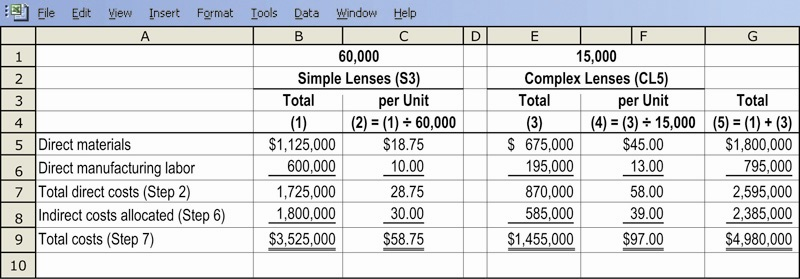 File Edit View Insert Format Tools Data Window Help
A B C D E F G
1 60,000 15,000
2 Simple Lenses (S3) Complex Lenses (CL5)
3 Total per Unit Total per Unit Total
4 (1) (2) = (1) ÷ 60,000 (3) (4) = (3) ÷ 15,000 (5) = (1) + (3)
5 Direct materials $1,125,000 $18.75 $ 675,000 $45.00 $1,800,000
6 Direct manufacturing labor 600,000 10.00 195,000 13.00 795,000
7 Total direct costs (Step 2) 1,725,000 28.75 870,000 58.00 2,595,000
8 Indirect costs allocated (Step 6) 1,800,000 30.00 585,000 39.00 2,385,000
9 Total costs (Step 7) $3,525,000 $58.75 $1,455,000 $97.00 $4,980,000
10